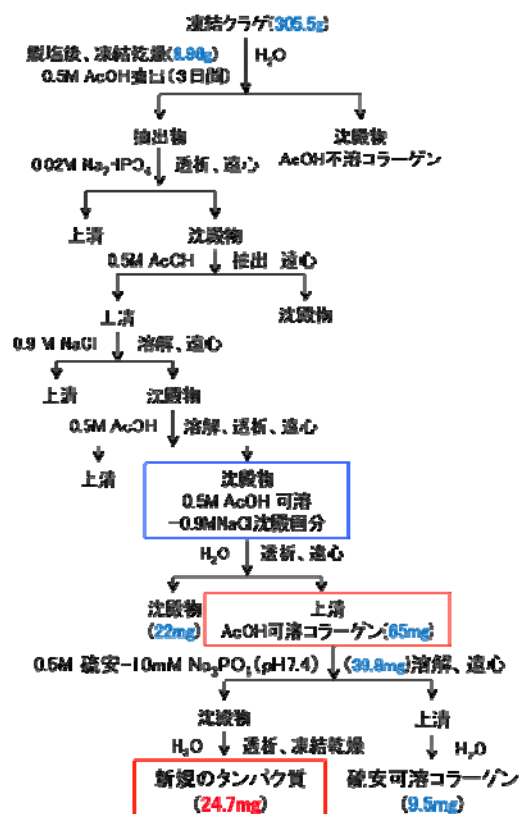 凍結クラゲ(305.5g)
脱塩後、凍結乾燥(8.96g)
H₂O
0.5M AcOH抽出(3日間)
抽出物
沈殿物
AcOH不溶コラーゲン
0.02M Na₂HPO₄
透析、遠心
上清
沈殿物
0.5M AcOH
抽出 遠心
上清
沈殿物
0.9 M NaCl
溶解、遠心
上清
沈殿物
0.5M AcOH
溶解、透析、遠心
上清
沈殿物
0.5M AcOH 可溶
-0.9MNaCl沈殿画分
H₂O
透析、遠心
沈殿物
(22mg)
上清
AcOH可溶コラーゲン(65mg)
0.5M 硫安-10mM Na₃PO₄(pH7.4)
(39.8mg)溶解、遠心
沈殿物
上清
H₂O
透析、凍結乾燥
H₂O
新規のタンパク質
(24.7mg)
硫安可溶コラーゲン
(9.5mg)